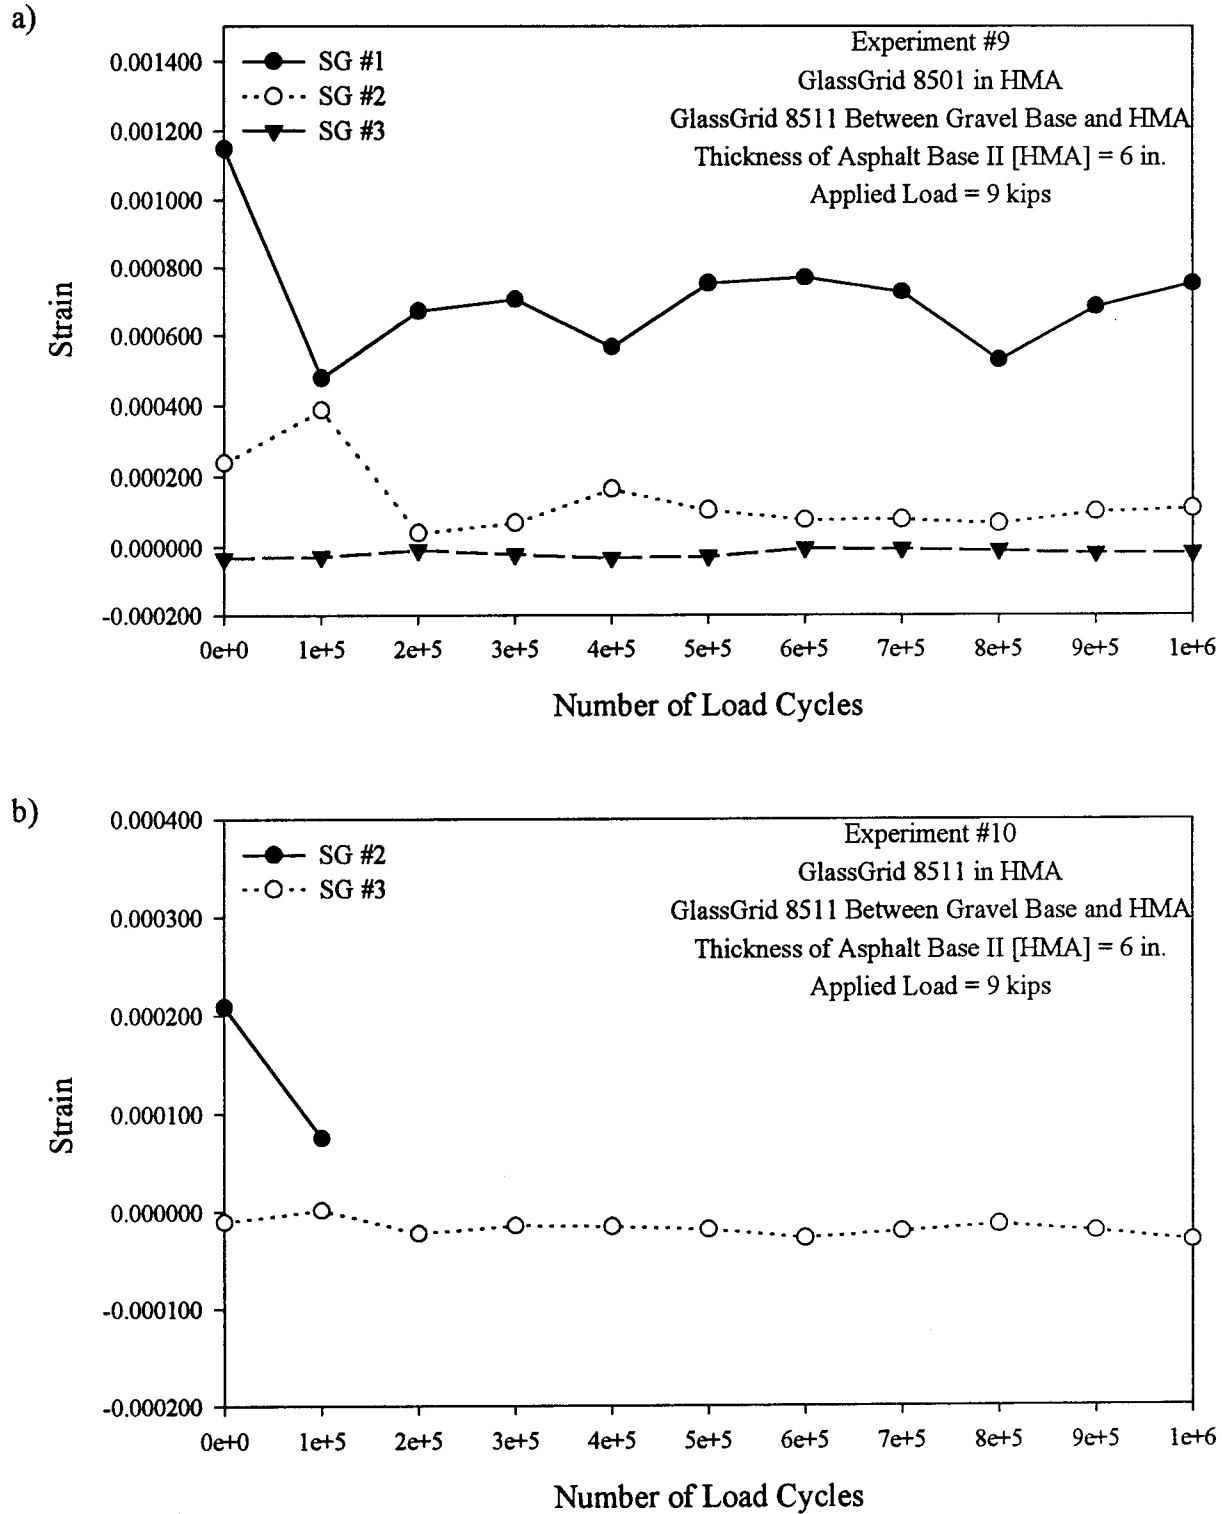 a)
0.001400
0.001200
0.001000
0.000800
0.000600
0.000400
0.000200
0.000000
-0.000200
Strain
SG #1
SG #2
SG #3
Experiment #9
GlassGrid 8501 in HMA
GlassGrid 8511 Between Gravel Base and HMA
Thickness of Asphalt Base II [HMA] = 6 in.
Applied Load = 9 kips
0e+0 1e+5 2e+5 3e+5 4e+5 5e+5 6e+5 7e+5 8e+5 9e+5 1e+6
Number of Load Cycles
b)
0.000400
0.000300
0.000200
0.000100
0.000000
-0.000100
-0.000200
Strain
SG #2
SG #3
Experiment #10
GlassGrid 8511 in HMA
GlassGrid 8511 Between Gravel Base and HMA
Thickness of Asphalt Base II [HMA] = 6 in.
Applied Load = 9 kips
0e+0 1e+5 2e+5 3e+5 4e+5 5e+5 6e+5 7e+5 8e+5 9e+5 1e+6
Number of Load Cycles